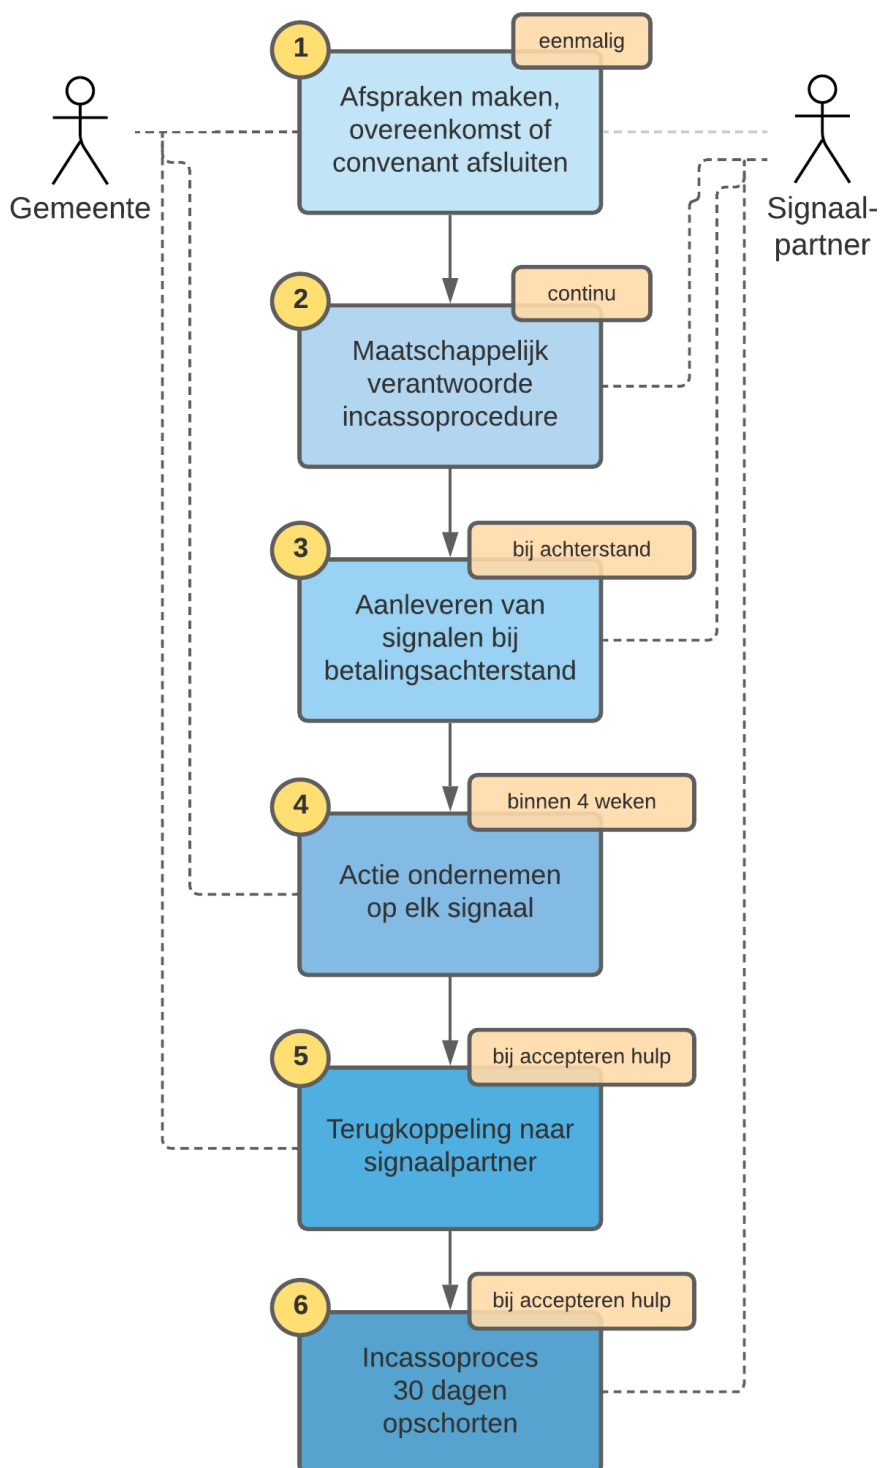 1
eenmalig
Afspraken maken,
overeenkomst of
convenant afsluiten
Gemeente
Signaal-
partner
2
continu
Maatschappelijk
verantwoorde
incassoprocedure
3
bij achterstand
Aanleveren van
signalen bij
betalingsachterstand
4
binnen 4 weken
Actie ondernemen
op elk signaal
5
bij accepteren hulp
Terugkoppeling naar
signaalpartner
6
bij accepteren hulp
Incassoproces
30 dagen
opschorten